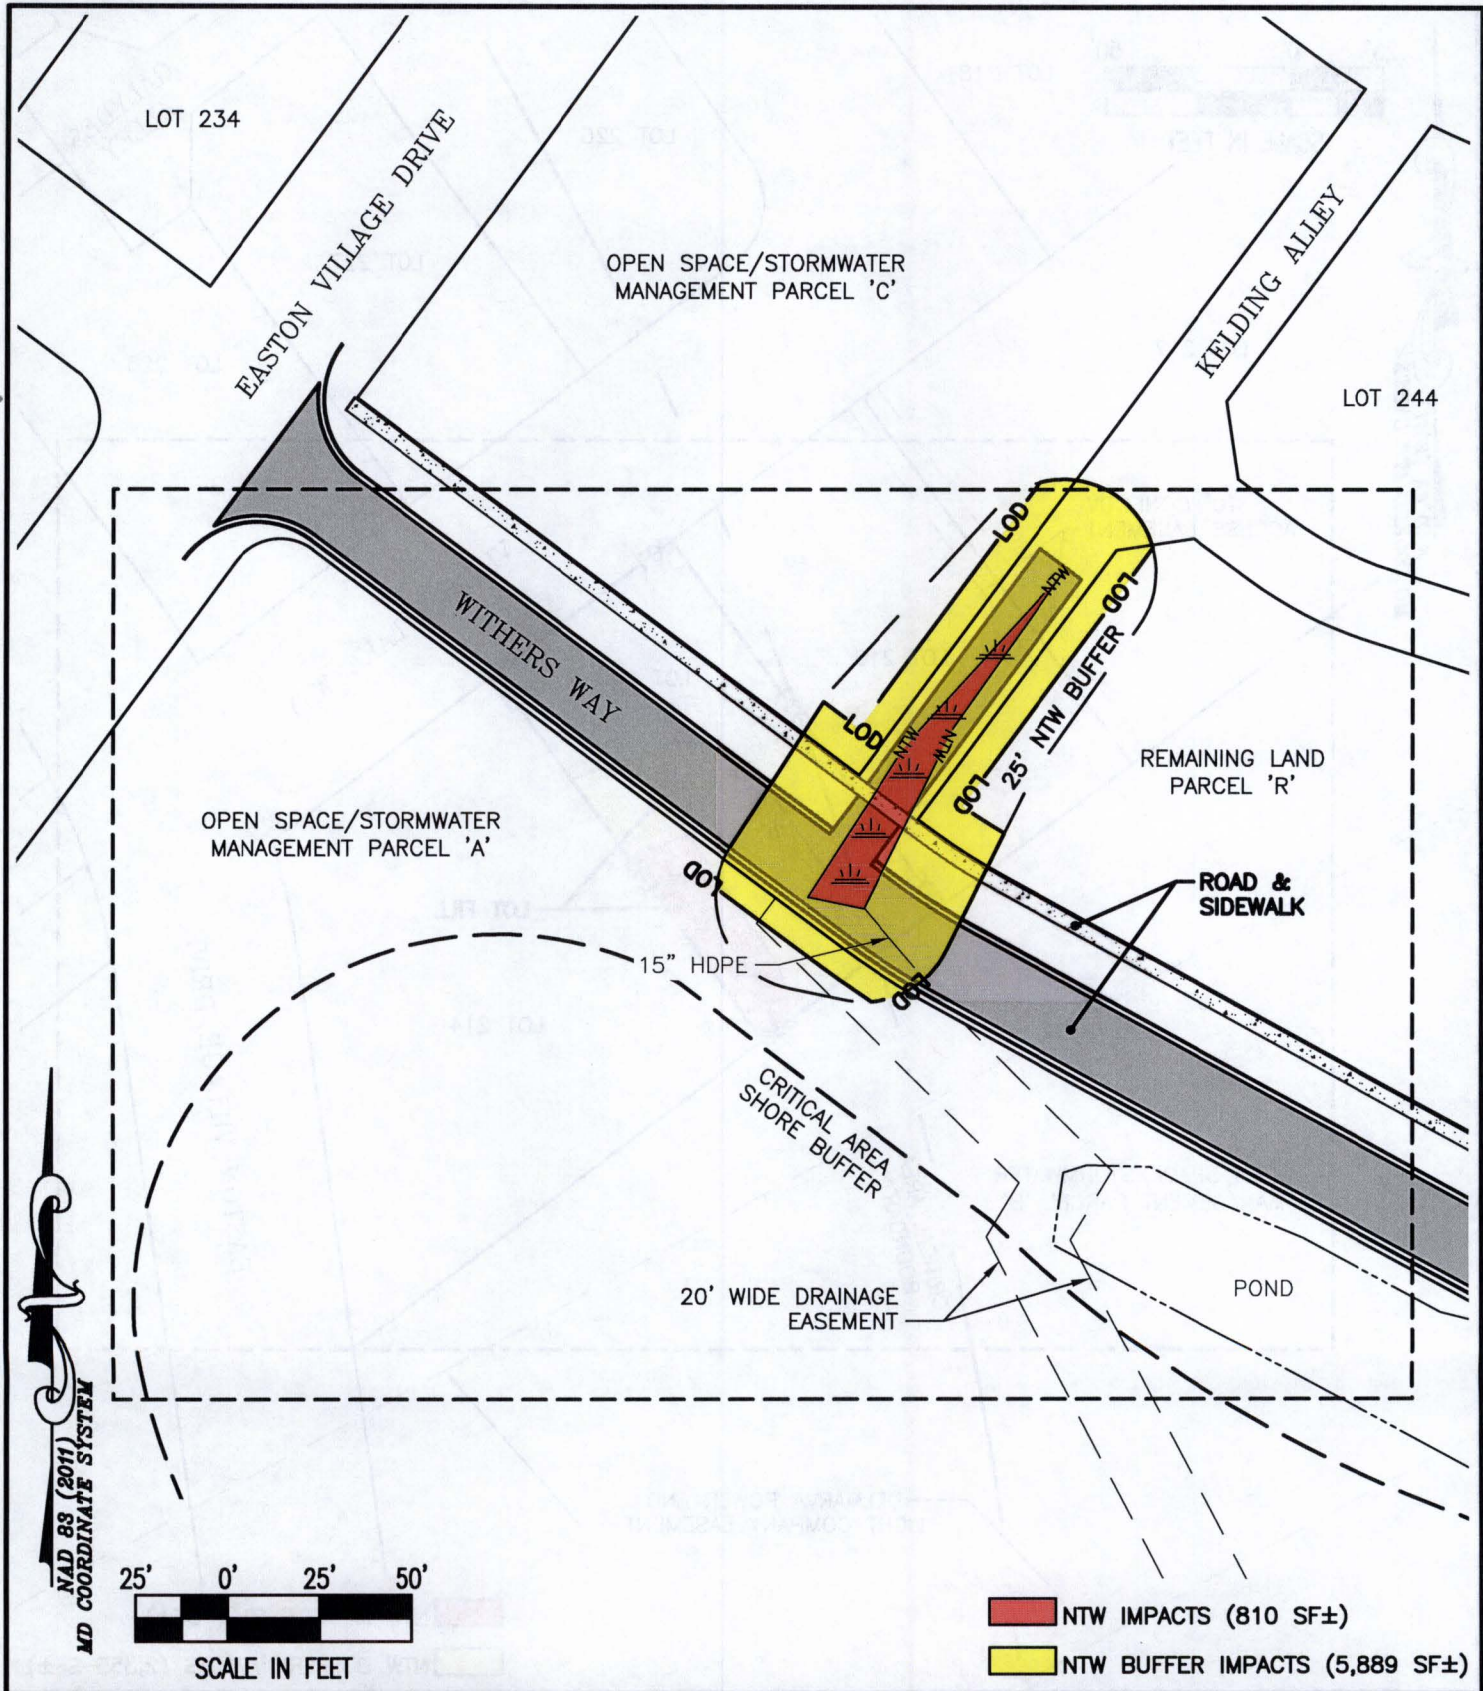 LOT 234
EASTON VILLAGE DRIVE
OPEN SPACE/STORMWATER
MANAGEMENT PARCEL 'C'
KELDING ALLEY
LOT 244
LOD
NTW
LOD
WITHERS WAY
25' NTW BUFFER
LOD
NTW
NTW
LOD
REMAINING LAND
PARCEL 'R'
OPEN SPACE/STORMWATER
MANAGEMENT PARCEL 'A'
LOD
ROAD &
SIDEWALK
15" HDPE
LOD
CRITICAL AREA
SHORE BUFFER
20' WIDE DRAINAGE
EASEMENT
POND
NAD 83 (2011)
MD COORDINATE SYSTEM
25' 0' 25' 50'
SCALE IN FEET
NTW IMPACTS (810 SF±)
NTW BUFFER IMPACTS (5,889 SF±)